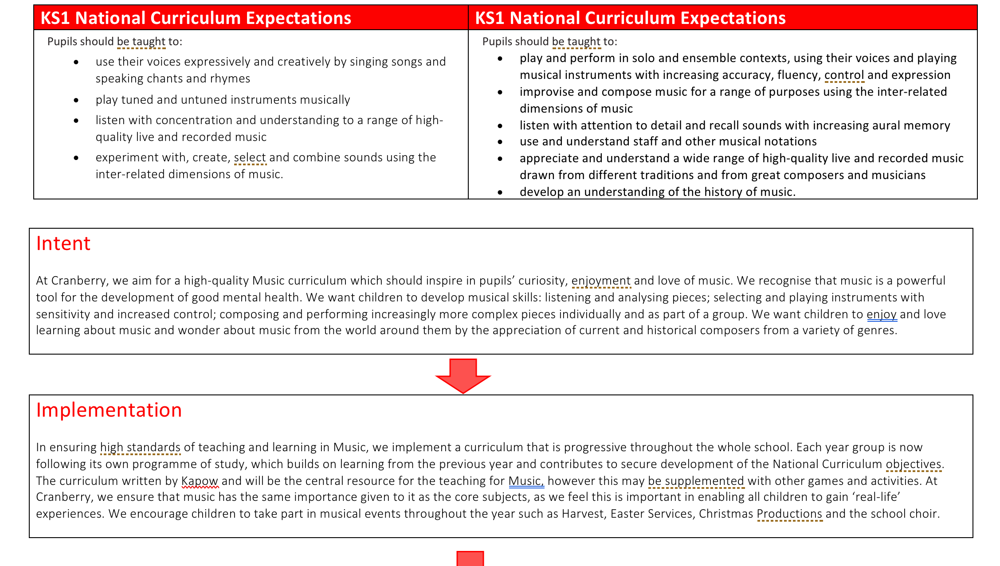 KS1 National Curriculum Expectations
Pupils should be taught to:
• use their voices expressively and creatively by singing songs and
speaking chants and rhymes
• play tuned and untuned instruments musically
• listen with concentration and understanding to a range of high-
quality live and recorded music
• experiment with, create, select and combine sounds using the
inter-related dimensions of music.
KS1 National Curriculum Expectations
Pupils should be taught to:
• play and perform in solo and ensemble contexts, using their voices and playing
musical instruments with increasing accuracy, fluency, control and expression
• improvise and compose music for a range of purposes using the inter-related
dimensions of music
• listen with attention to detail and recall sounds with increasing aural memory
• use and understand staff and other musical notations
• appreciate and understand a wide range of high-quality live and recorded music
drawn from different traditions and from great composers and musicians
• develop an understanding of the history of music.
Intent
At Cranberry, we aim for a high-quality Music curriculum which should inspire in pupils’ curiosity, enjoyment and love of music. We recognise that music is a powerful
tool for the development of good mental health. We want children to develop musical skills: listening and analysing pieces; selecting and playing instruments with
sensitivity and increased control; composing and performing increasingly more complex pieces individually and as part of a group. We want children to enjoy and love
learning about music and wonder about music from the world around them by the appreciation of current and historical composers from a variety of genres.
Implementation
In ensuring high standards of teaching and learning in Music, we implement a curriculum that is progressive throughout the whole school. Each year group is now
following its own programme of study, which builds on learning from the previous year and contributes to secure development of the National Curriculum objectives.
The curriculum written by Kapow and will be the central resource for the teaching for Music, however this may be supplemented with other games and activities. At
Cranberry, we ensure that music has the same importance given to it as the core subjects, as we feel this is important in enabling all children to gain ‘real-life’
experiences. We encourage children to take part in musical events throughout the year such as Harvest, Easter Services, Christmas Productions and the school choir.